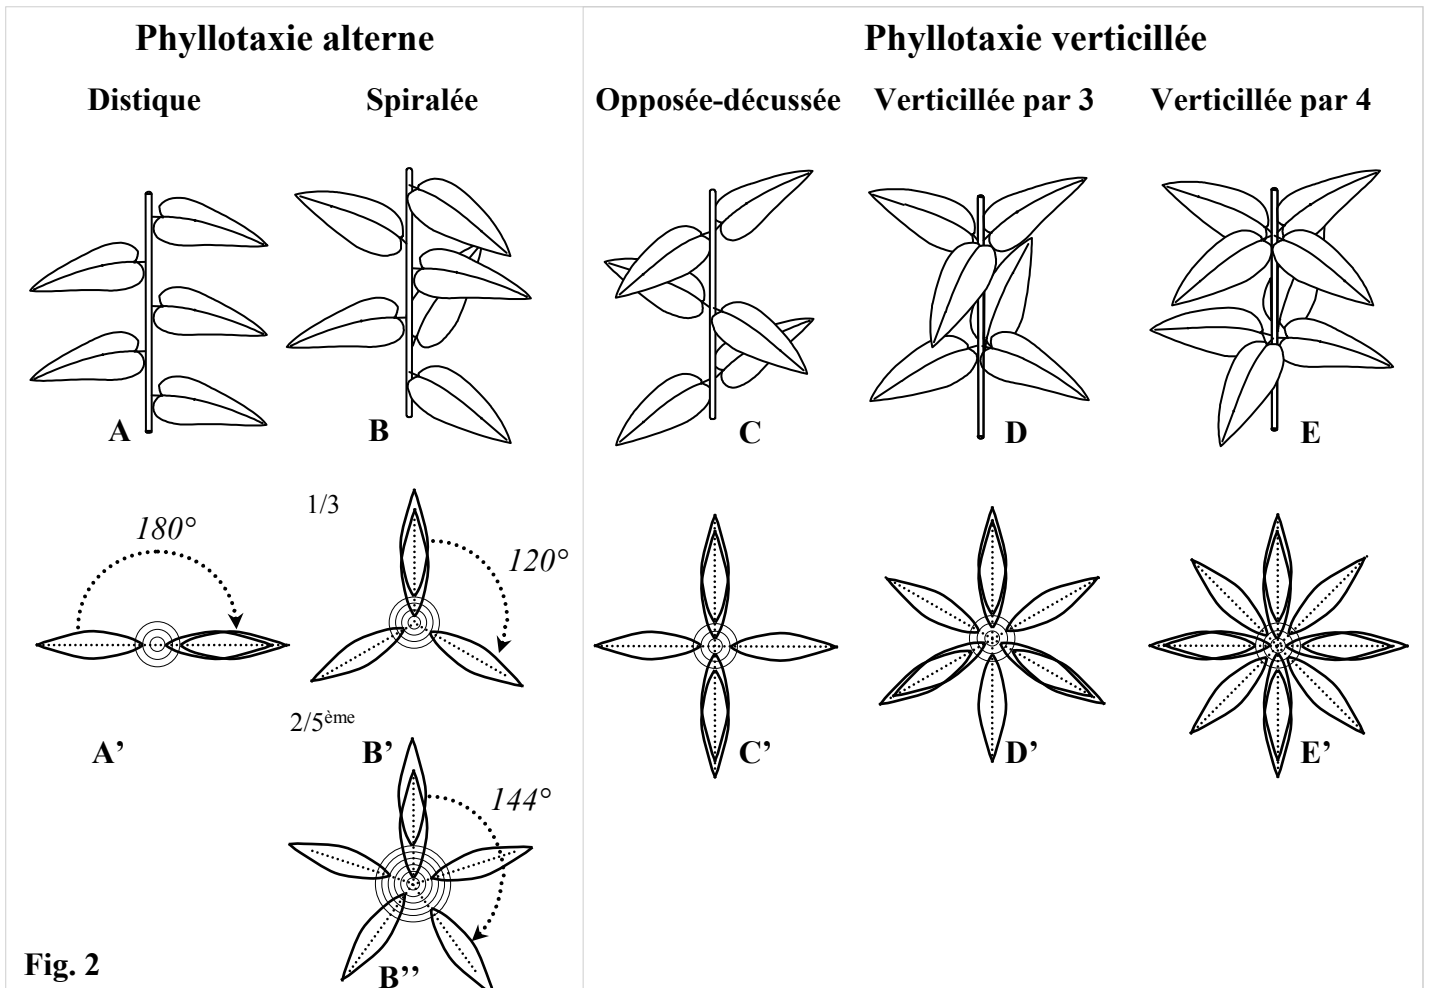 Phyllotaxie alterne
Phyllotaxie verticillée
Distique
Spiralée
Opposée-décussée
Verticillée par 3
Verticillée par 4
A
B
C
D
E
180°
1/3
120°
A’
2/5ème
B’
C’
D’
E’
144°
B’’
Fig. 2